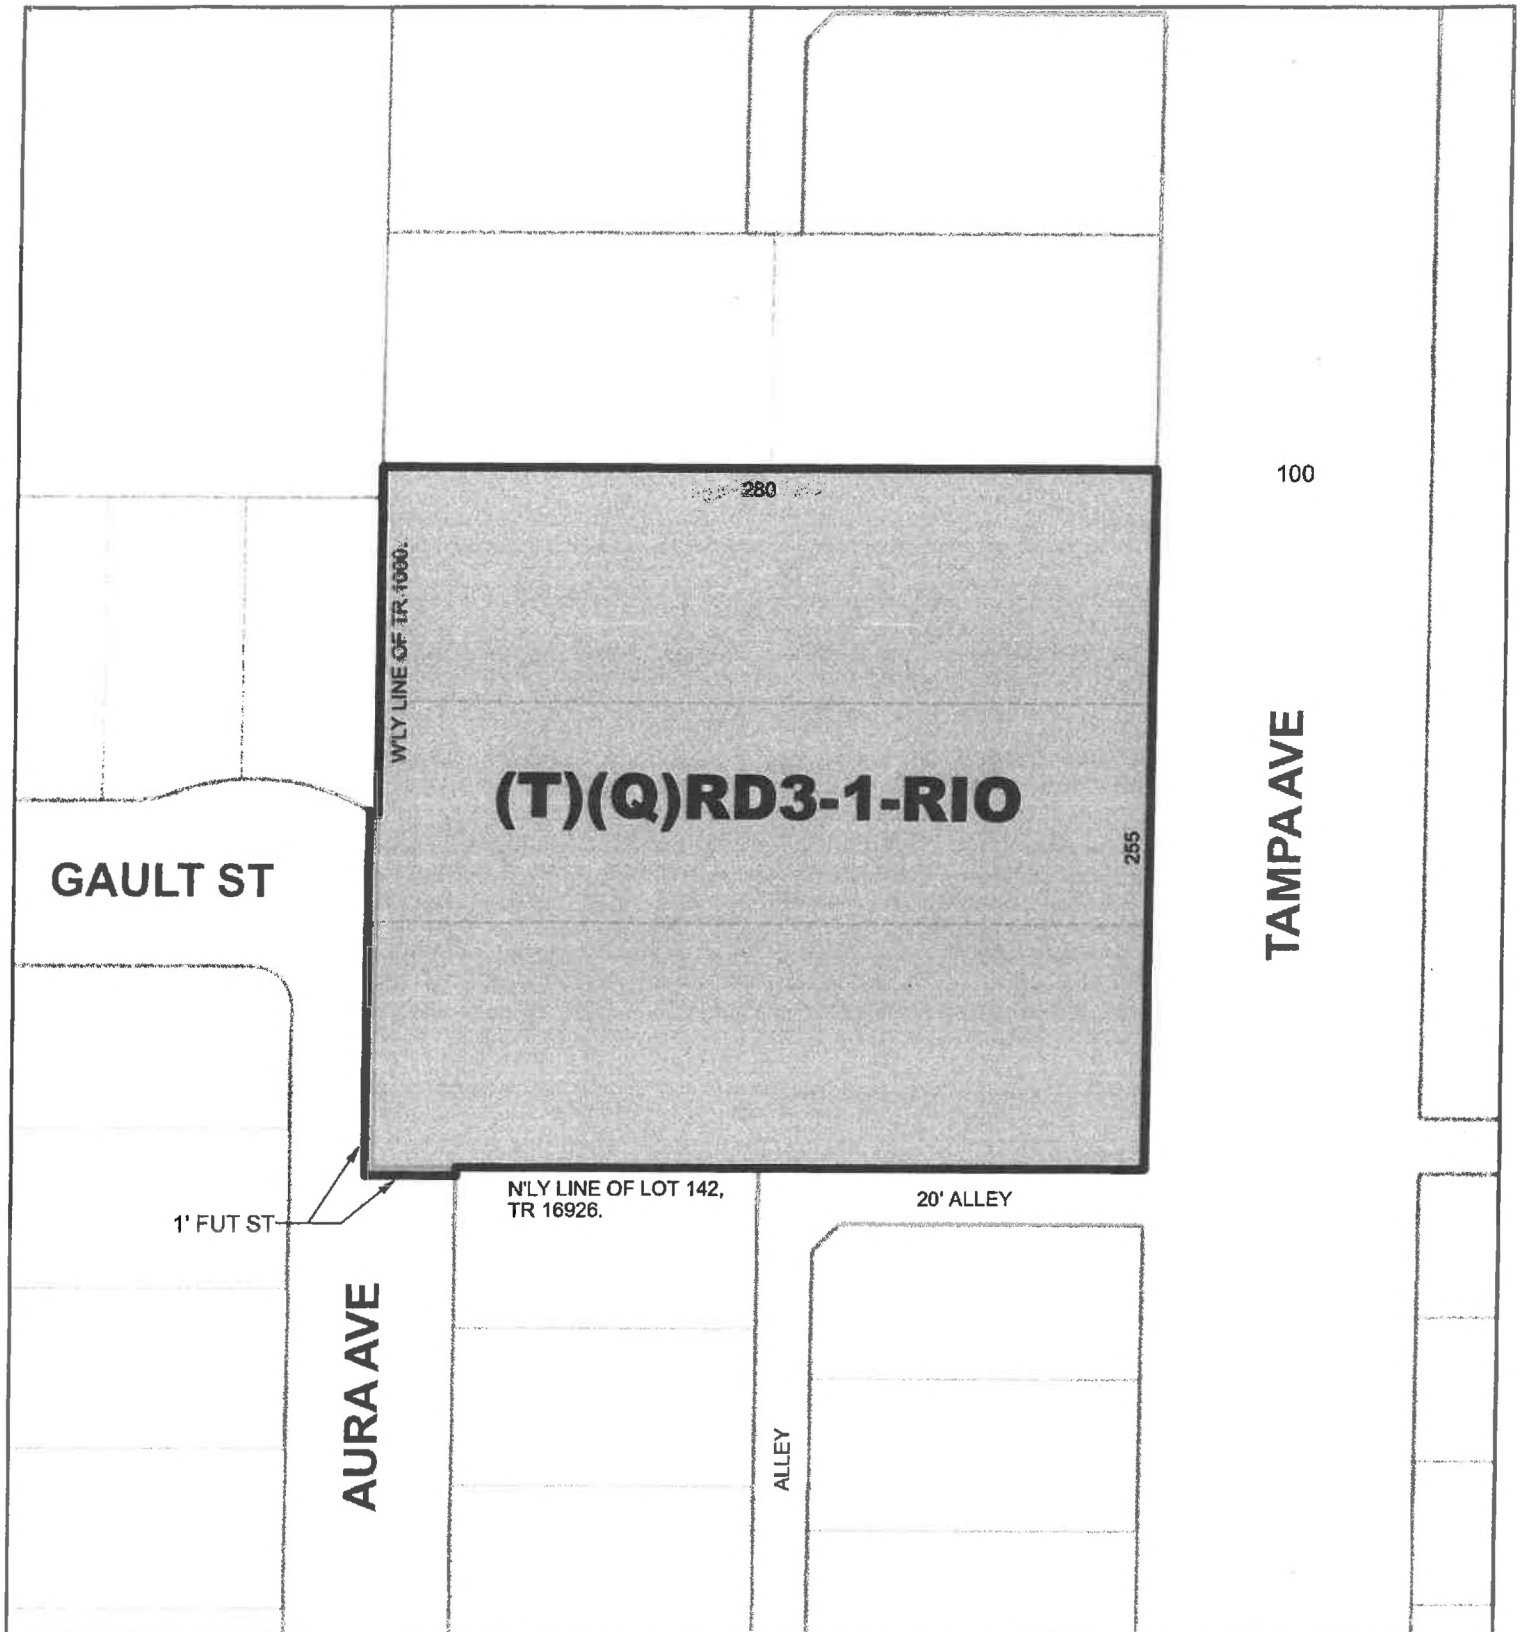 280
100
W'LY LINE OF TR 1000.
(T)(Q)RD3-1-RIO
255
TAMPA AVE
GAULT ST
N'LY LINE OF LOT 142,
TR 16926.
20' ALLEY
1' FUT ST
AURA AVE
ALLEY